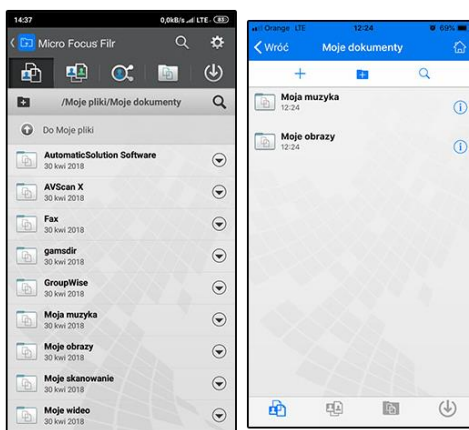 14:37
0,0kB/s LTE 83
Micro Focus Filr
/Moje pliki/Moje dokumenty
Do Moje pliki
AutomaticSolution Software
30 kwi 2018
AVScan X
30 kwi 2018
Fax
30 kwi 2018
gamsdir
30 kwi 2018
GroupWise
30 kwi 2018
Moja muzyka
30 kwi 2018
Moje obrazy
30 kwi 2018
Moje skanowanie
30 kwi 2018
Moje wideo
30 kwi 2018
Orange LTE
12:24
69%
Wróć
Moje dokumenty
Moja muzyka
12:24
Moje obrazy
12:24